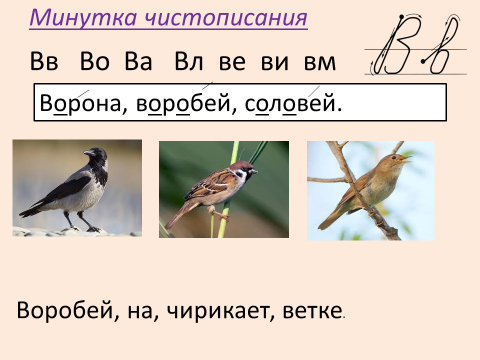 Минутка чистописания
Вв Во Ва Вл ве ви вм
В в
Ворона, воробей, соловей.
Воробей, на, чирикает, ветке.